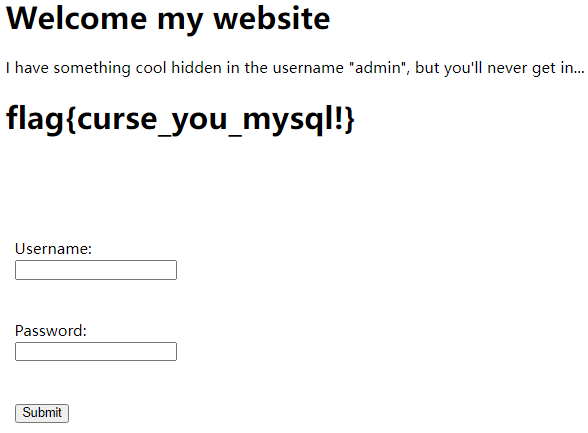 Welcome my website
I have something cool hidden in the username "admin", but you'll never get in...
flag{curse_you_mysql!}
Username:
Password:
Submit